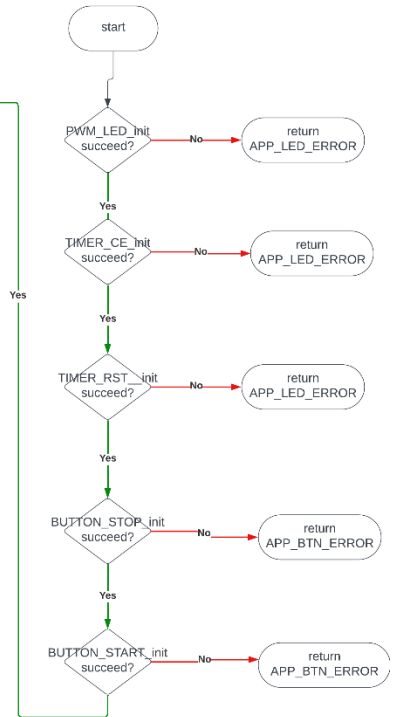 start
PWM_LED_init
succeed?
No
return
APP_LED_ERROR
Yes
TIMER_CE_init
succeed?
No
return
APP_LED_ERROR
Yes
Yes
TIMER_RST__init
succeed?
No
return
APP_LED_ERROR
Yes
BUTTON_STOP_init
succeed?
No
return
APP_BTN_ERROR
Yes
BUTTON_START_init
succeed?
No
return
APP_BTN_ERROR